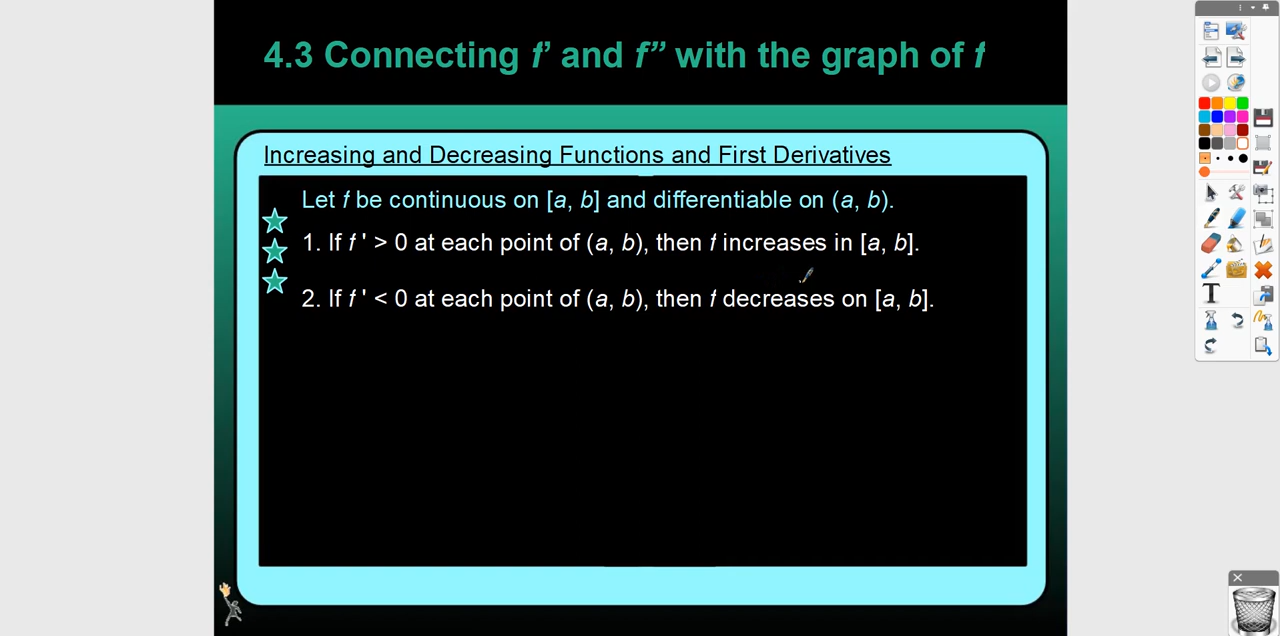 4.3 Connecting f’ and f” with the graph of f
Increasing and Decreasing Functions and First Derivatives
Let f be continuous on [a, b] and differentiable on (a, b).
1. If f ' > 0 at each point of (a, b), then f increases in [a, b].
2. If f ' < 0 at each point of (a, b), then f decreases on [a, b].